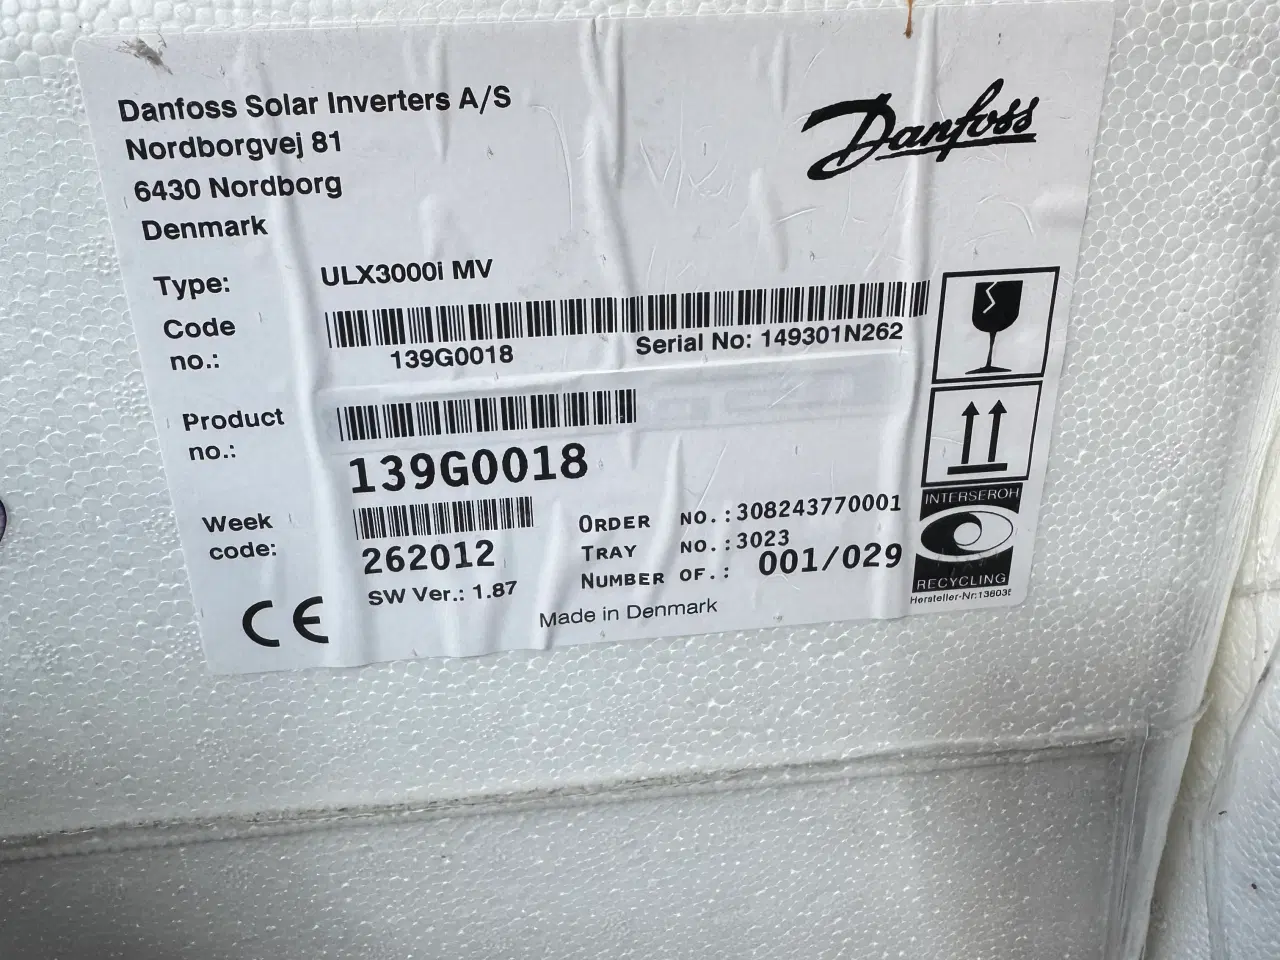 Danfoss Solar Inverters A/S
Nordborgvej 81
6430 Nordborg
Denmark
Danfoss
Type: ULX3000i MV
Code no.: 139G0018 Serial No: 149301N262
Product no.: 139G0018
Week code: 262012
SW Ver.: 1.87
ORDER NO.:308243770001
TRAY NO.:3023
NUMBER OF.: 001/029
Made in Denmark
CE
INTERSEROH
RECYCLING
Hersteller-Nr: